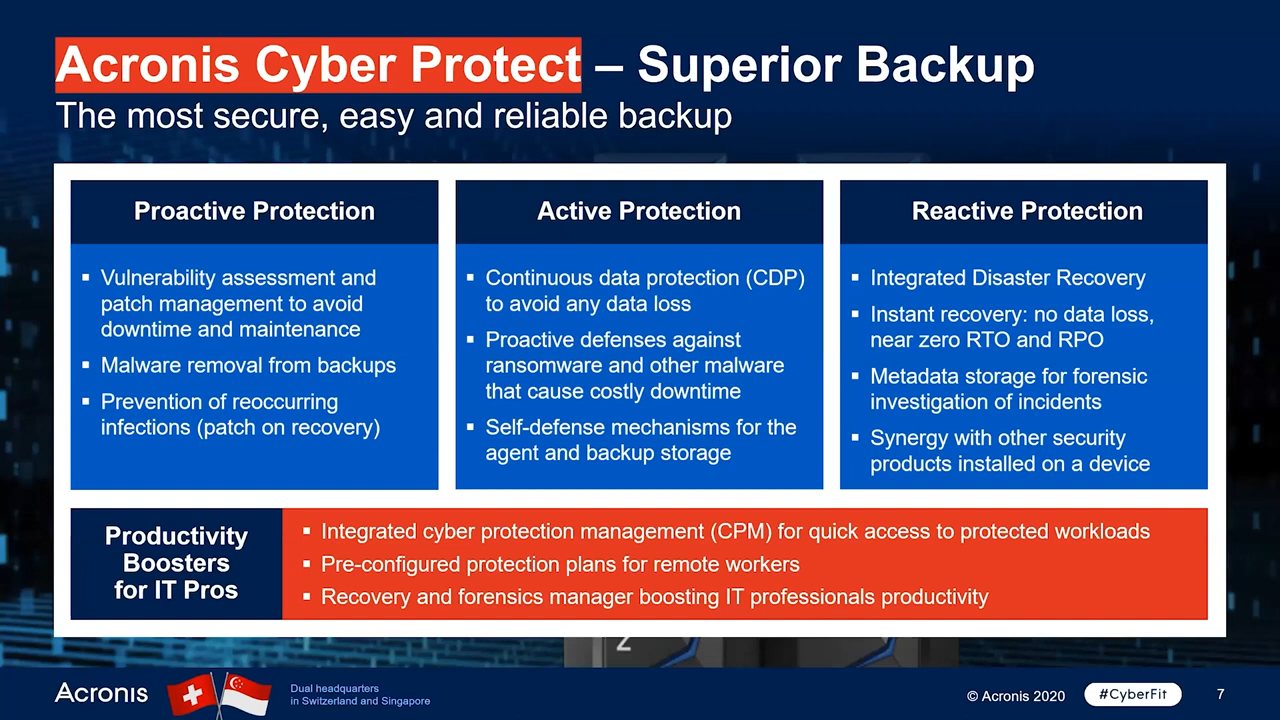 Acronis Cyber Protect – Superior Backup
The most secure, easy and reliable backup
Proactive Protection
▪ Vulnerability assessment and
patch management to avoid
downtime and maintenance
▪ Malware removal from backups
▪ Prevention of reoccurring
infections (patch on recovery)
Active Protection
▪ Continuous data protection (CDP)
to avoid any data loss
▪ Proactive defenses against
ransomware and other malware
that cause costly downtime
▪ Self-defense mechanisms for the
agent and backup storage
Reactive Protection
▪ Integrated Disaster Recovery
▪ Instant recovery: no data loss,
near zero RTO and RPO
▪ Metadata storage for forensic
investigation of incidents
▪ Synergy with other security
products installed on a device
Productivity
Boosters
for IT Pros
▪ Integrated cyber protection management (CPM) for quick access to protected workloads
▪ Pre-configured protection plans for remote workers
▪ Recovery and forensics manager boosting IT professionals productivity
Acronis
Dual headquarters
in Switzerland and Singapore
© Acronis 2020
#CyberFit
7